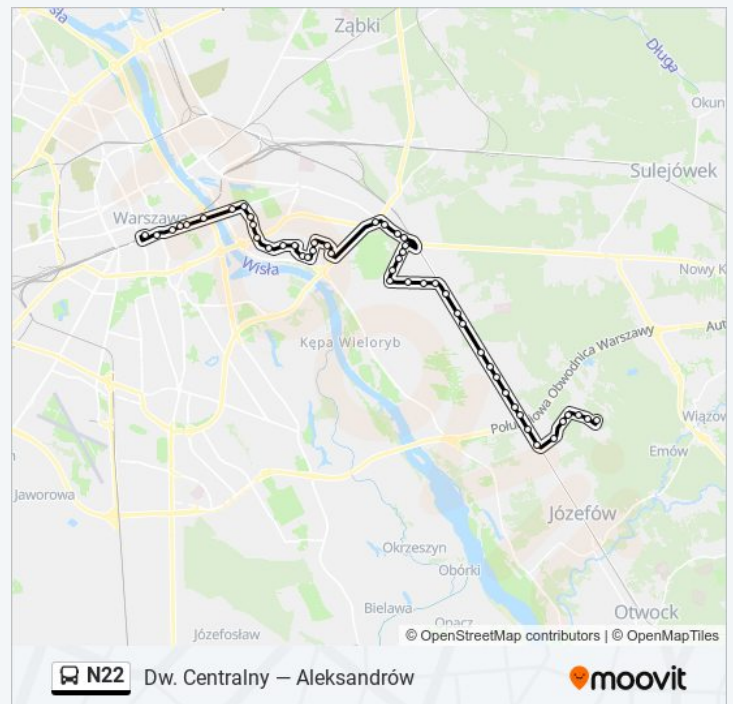 Ząbki
Długa
Okun
Sulejówek
Warszawa
Wisła
Nowy K
Kępa Wieloryb
Południowa Obwodnica Warszawy
Aut
Wiązow
Emów
Jaworowa
Józefów
Okrzeszyn
Obórki
Bielawa
Opacz
Otwock
Józefosław
© OpenStreetMap contributors | © OpenMapTiles
N22 Dw. Centralny — Aleksandrów
moovit